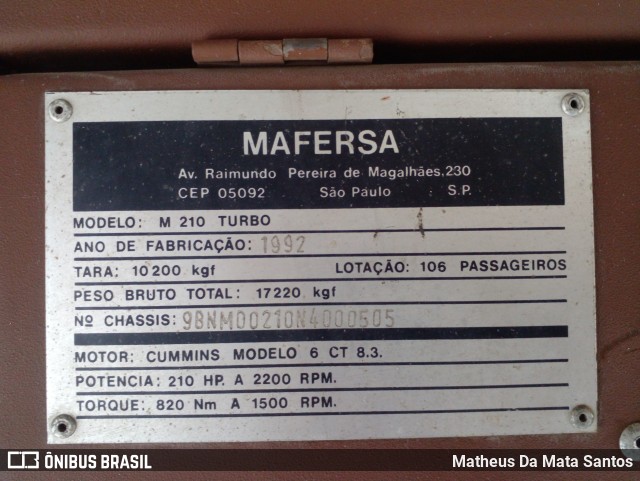 MAFERSA
Av. Raimundo Pereira de Magalhães,230
CEP 05092 São Paulo S.P.
MODELO: M 210 TURBO
ANO DE FABRICAÇÃO: 1992
TARA: 10200 kgf LOTAÇÃO: 106 PASSAGEIROS
PESO BRUTO TOTAL: 17220 kgf
Nº CHASSIS: 9BNM00210N4000505
MOTOR: CUMMINS MODELO 6 CT 8.3.
POTENCIA: 210 HP. A 2200 RPM.
TORQUE: 820 Nm A 1500 RPM.
ÔNIBUS BRASIL Matheus Da Mata Santos